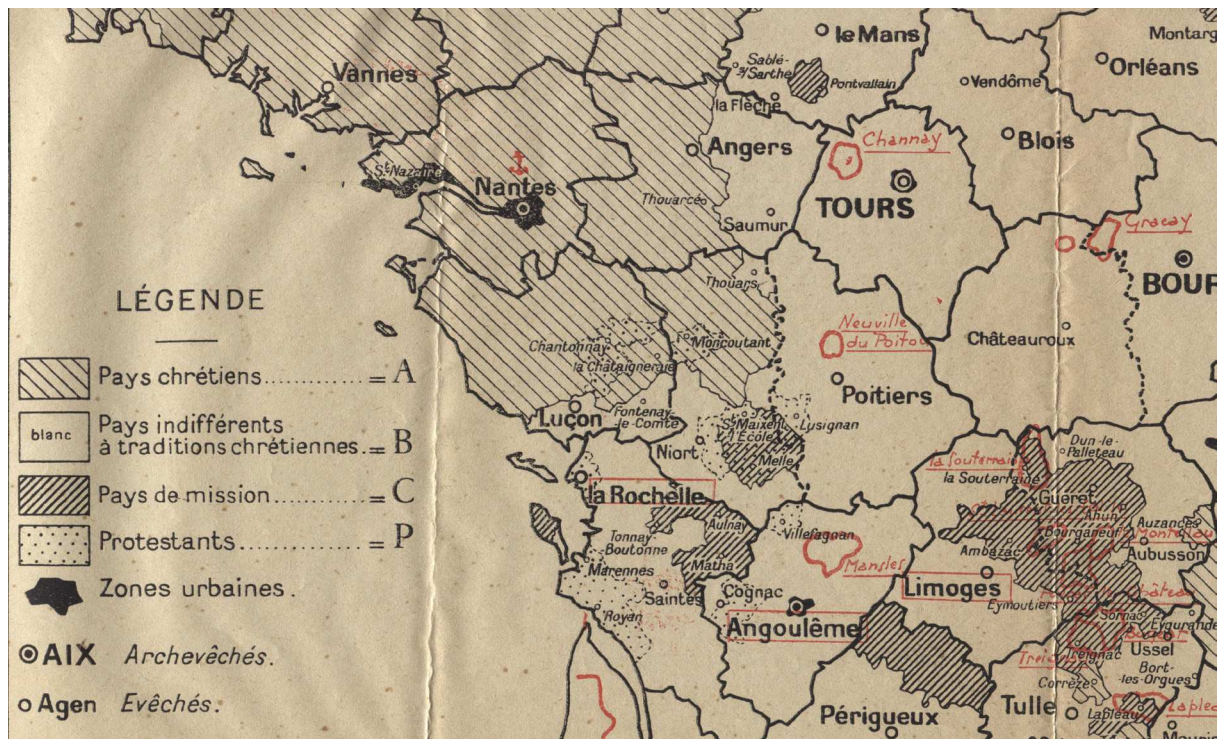 le Mans
Montarg
Sablé-
s/Sarthe
Pontvallain
Orléans
Vannes
Vendôme
la Flèche
Channay
Angers
Blois
St Nazaire
Nantes
TOURS
Thouarcé
Saumur
Graçay
BOUR
Thouars
LÉGENDE
Neuville
du Poitou
Châteauroux
Chantonnay
Moncoutant
la Châtaigneraie
Pays chrétiens............ = A
Poitiers
Luçon
Fontenay-
le-Comte
St Maixent
l'École
Lusignan
blanc
Pays indifférents
à traditions chrétiennes.. = B
Niort
Melle
Dun-le-
Palleteau
la Souterraine
la Souterraine
Pays de mission........... = C
la Rochelle
Guéret
Ahun
Aulnay
Villefagnan
Auzances
Tonnay
Boutonne
Bourganeuf
Protestants............... = P
Mansles
Ambazac
Aubusson
Matha
Marennes
Limoges
Zones urbaines.
Saintes
Cognac
Eymoutiers
Royan
Angoulême
Sornac
Eygurande
AIX Archevêchés.
Treignac
Ussel
Bort-
les-Orgues
Corrèze
Agen Evêchés.
Périgueux
Tulle
Lapleau